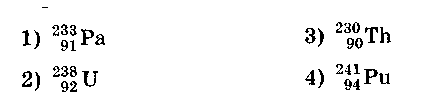 1) ²³³₉₁Pa 3) ²³⁰₉₀Th
2) ²³⁸₉₂U 4) ²⁴¹₉₄Pu